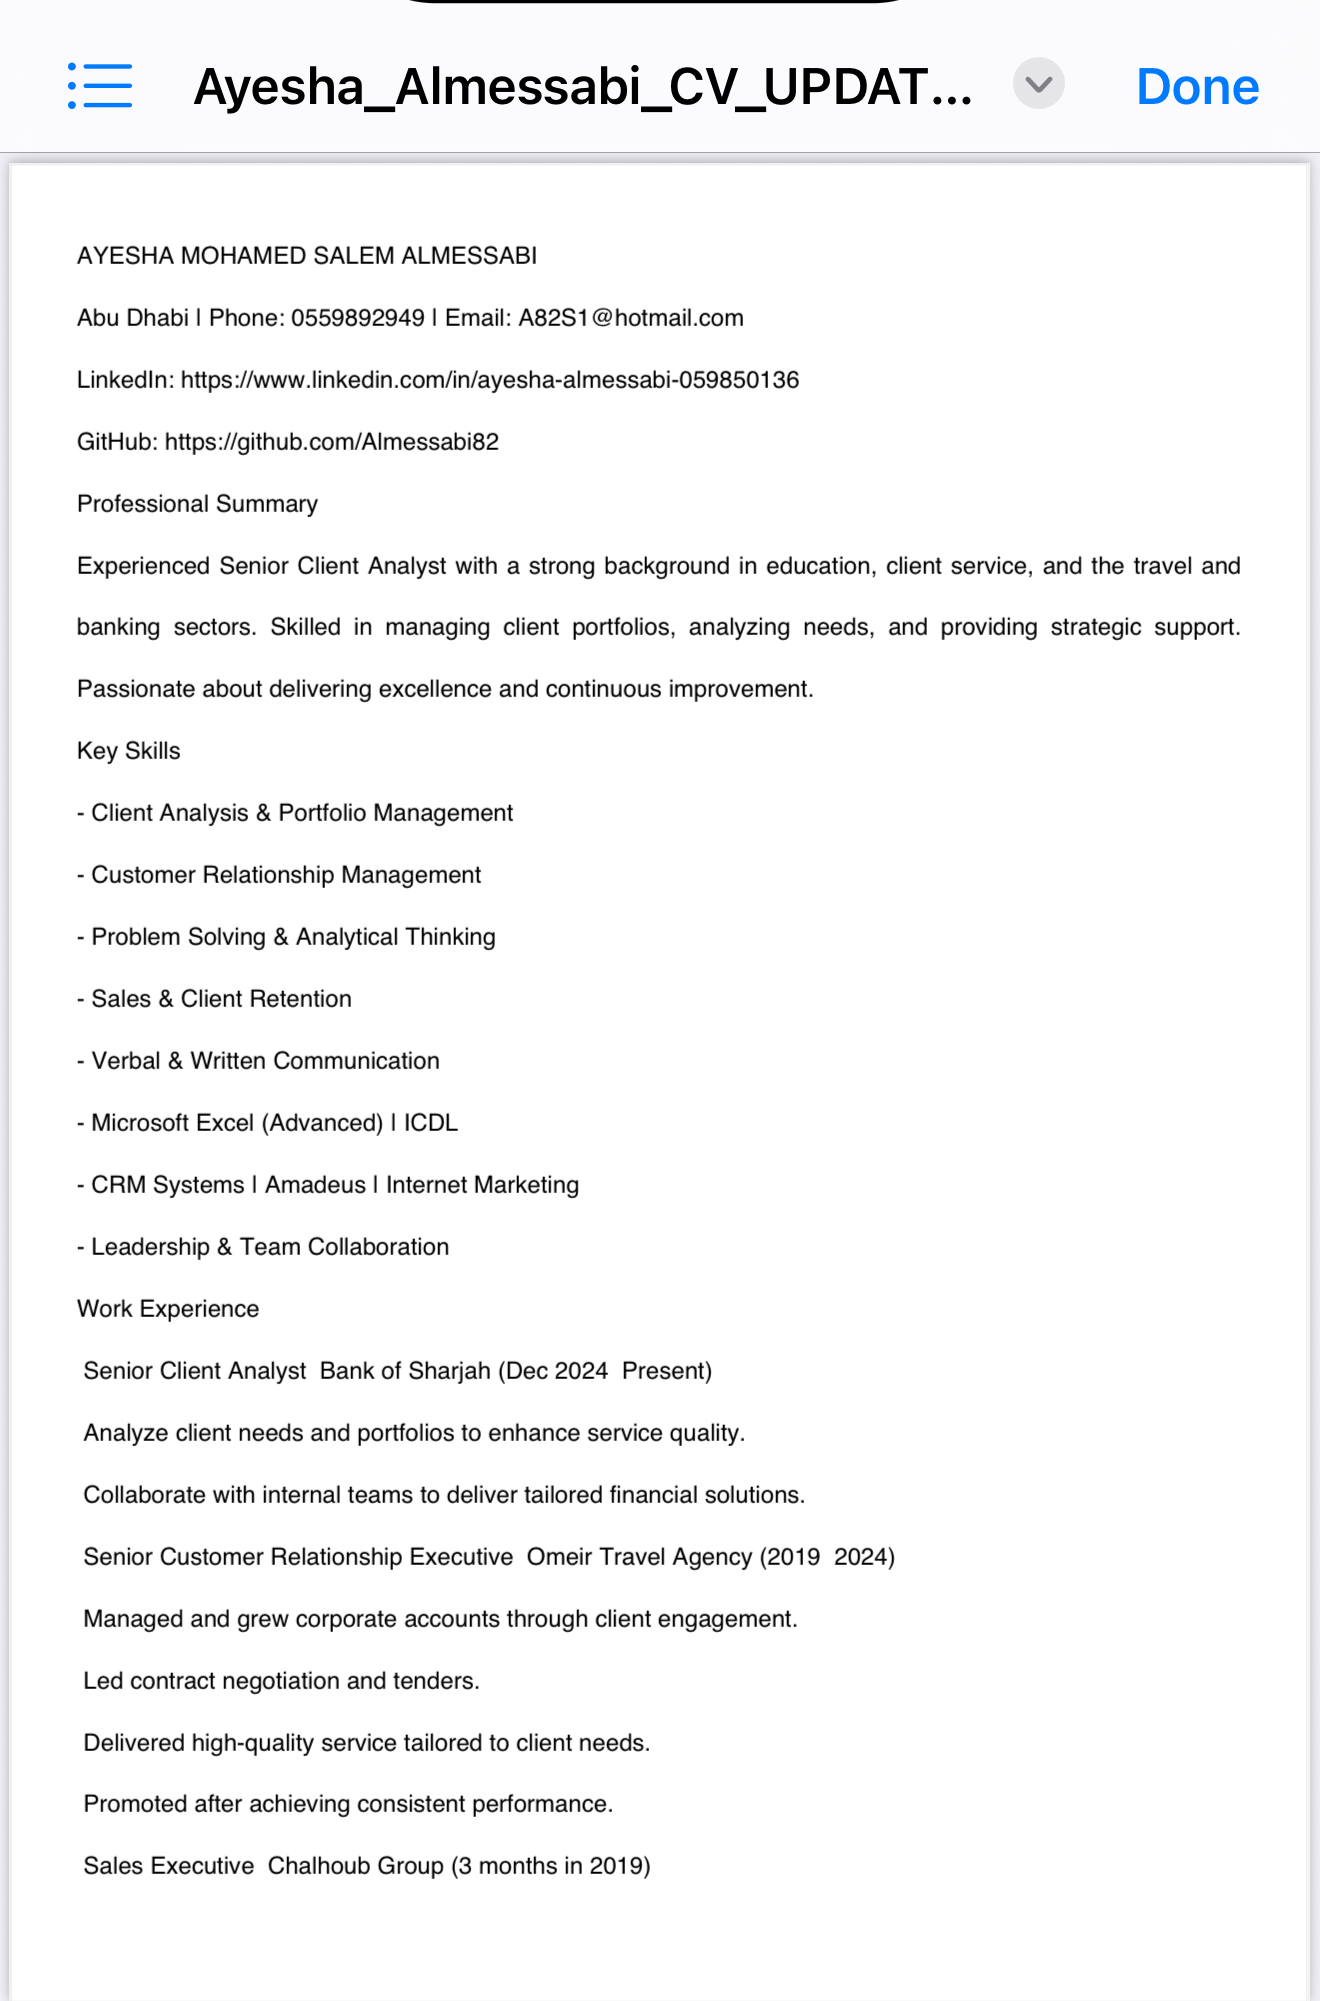 Ayesha_Almessabi_CV_UPDAT...
Done
AYESHA MOHAMED SALEM ALMESSABI
Abu Dhabi | Phone: 0559892949 | Email: A82S1@hotmail.com
LinkedIn: https://www.linkedin.com/in/ayesha-almessabi-059850136
GitHub: https://github.com/Almessabi82
Professional Summary
Experienced Senior Client Analyst with a strong background in education, client service, and the travel and
banking sectors. Skilled in managing client portfolios, analyzing needs, and providing strategic support.
Passionate about delivering excellence and continuous improvement.
Key Skills
- Client Analysis & Portfolio Management
- Customer Relationship Management
- Problem Solving & Analytical Thinking
- Sales & Client Retention
- Verbal & Written Communication
- Microsoft Excel (Advanced) | ICDL
- CRM Systems | Amadeus | Internet Marketing
- Leadership & Team Collaboration
Work Experience
Senior Client Analyst  Bank of Sharjah (Dec 2024  Present)
Analyze client needs and portfolios to enhance service quality.
Collaborate with internal teams to deliver tailored financial solutions.
Senior Customer Relationship Executive  Omeir Travel Agency (2019  2024)
Managed and grew corporate accounts through client engagement.
Led contract negotiation and tenders.
Delivered high-quality service tailored to client needs.
Promoted after achieving consistent performance.
Sales Executive  Chalhoub Group (3 months in 2019)